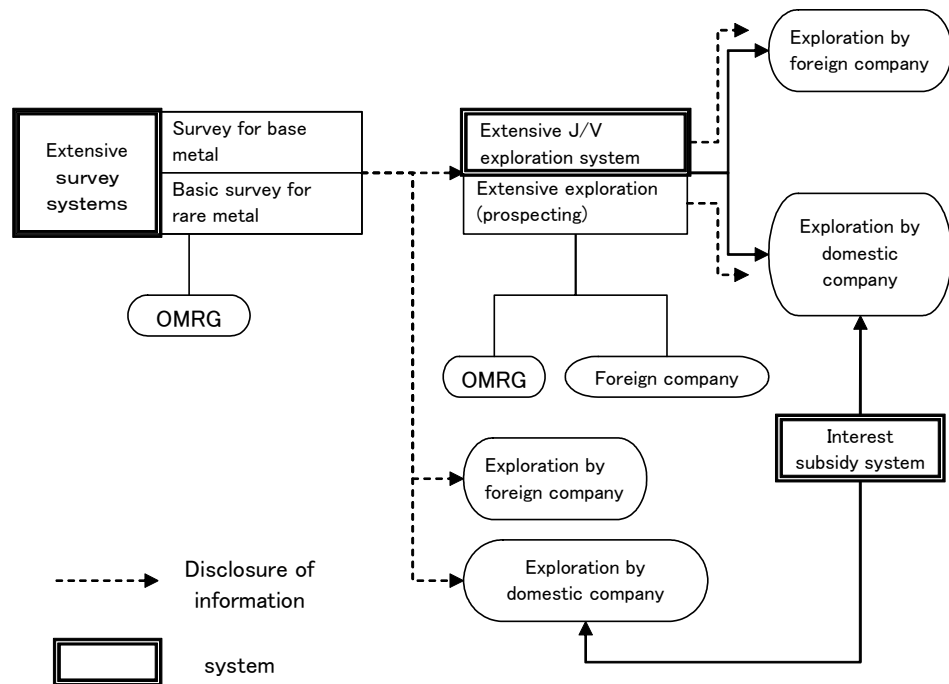 Extensive
survey
systems
Survey for base
metal
Basic survey for
rare metal
OMRG
Extensive J/V
exploration system
Extensive exploration
(prospecting)
OMRG
Foreign company
Exploration by
foreign company
Exploration by
domestic
company
Interest
subsidy system
Exploration by
foreign company
Exploration by
domestic company
Disclosure of
information
system